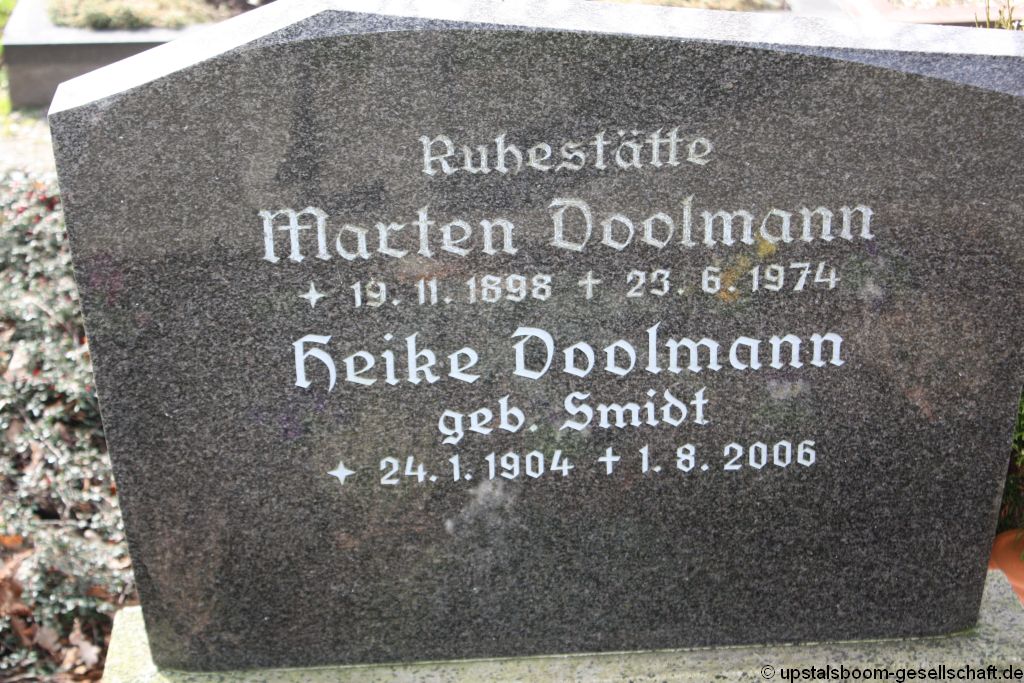 Ruhestätte
Marten Doolmann
✦ 19. 11. 1898 ✝ 23. 6. 1974
Heike Doolmann
geb. Smidt
✦ 24. 1. 1904 ✝ 1. 8. 2006
© upstalsboom-gesellschaft.de